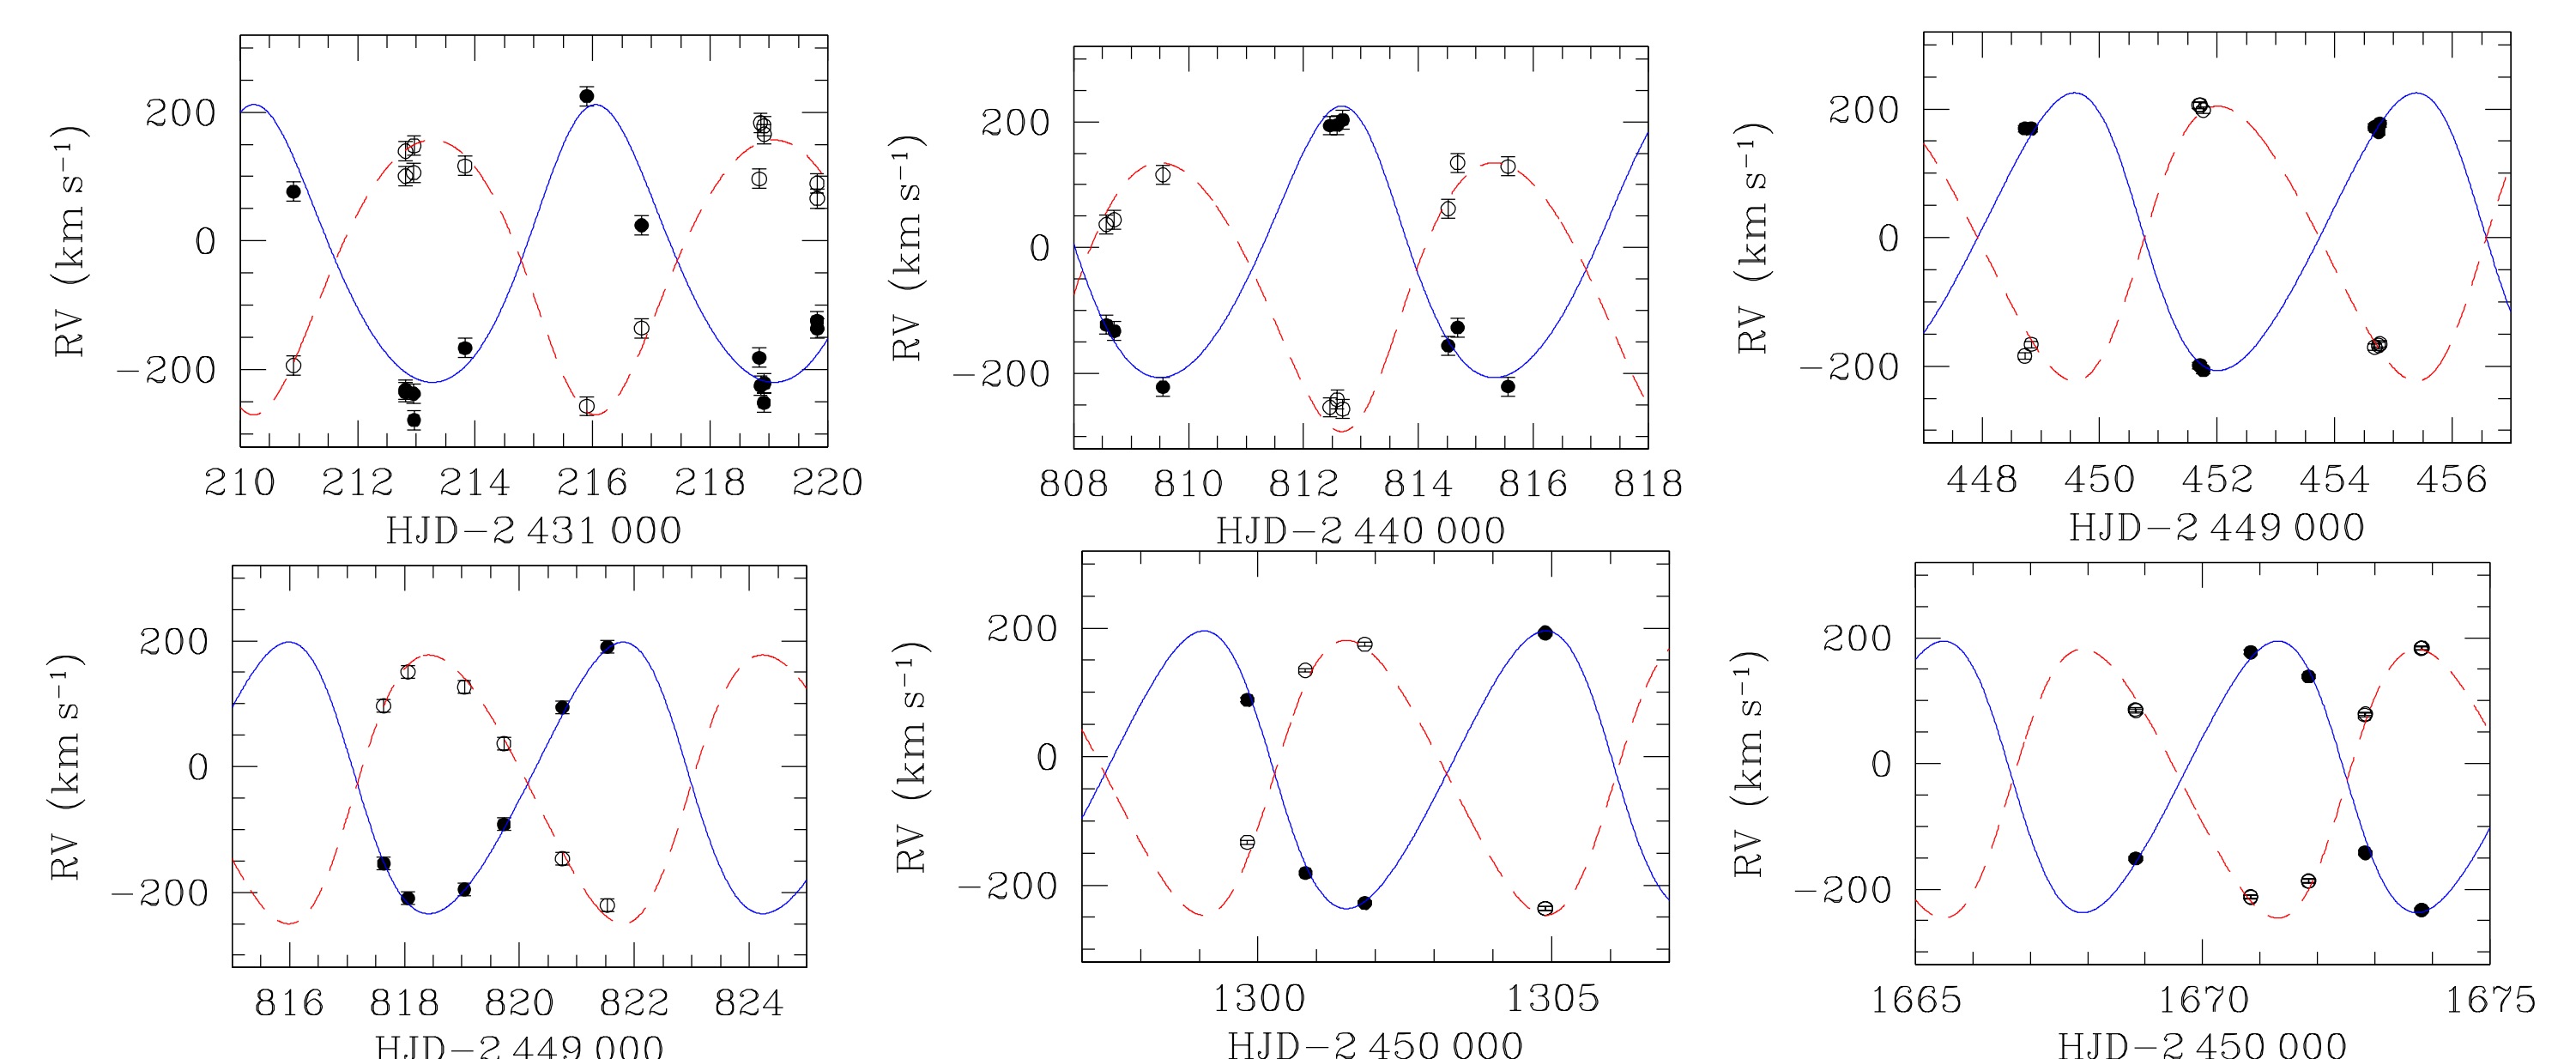 RV (km s−1)
200
0
−200
210 212 214 216 218 220
HJD−2 431 000
RV (km s−1)
200
0
−200
808 810 812 814 816 818
HJD−2 440 000
RV (km s−1)
200
0
−200
448 450 452 454 456
HJD−2 449 000
RV (km s−1)
200
0
−200
816 818 820 822 824
HJD−2 449 000
RV (km s−1)
200
0
−200
1300 1305
HJD−2 450 000
RV (km s−1)
200
0
−200
1665 1670 1675
HJD−2 450 000